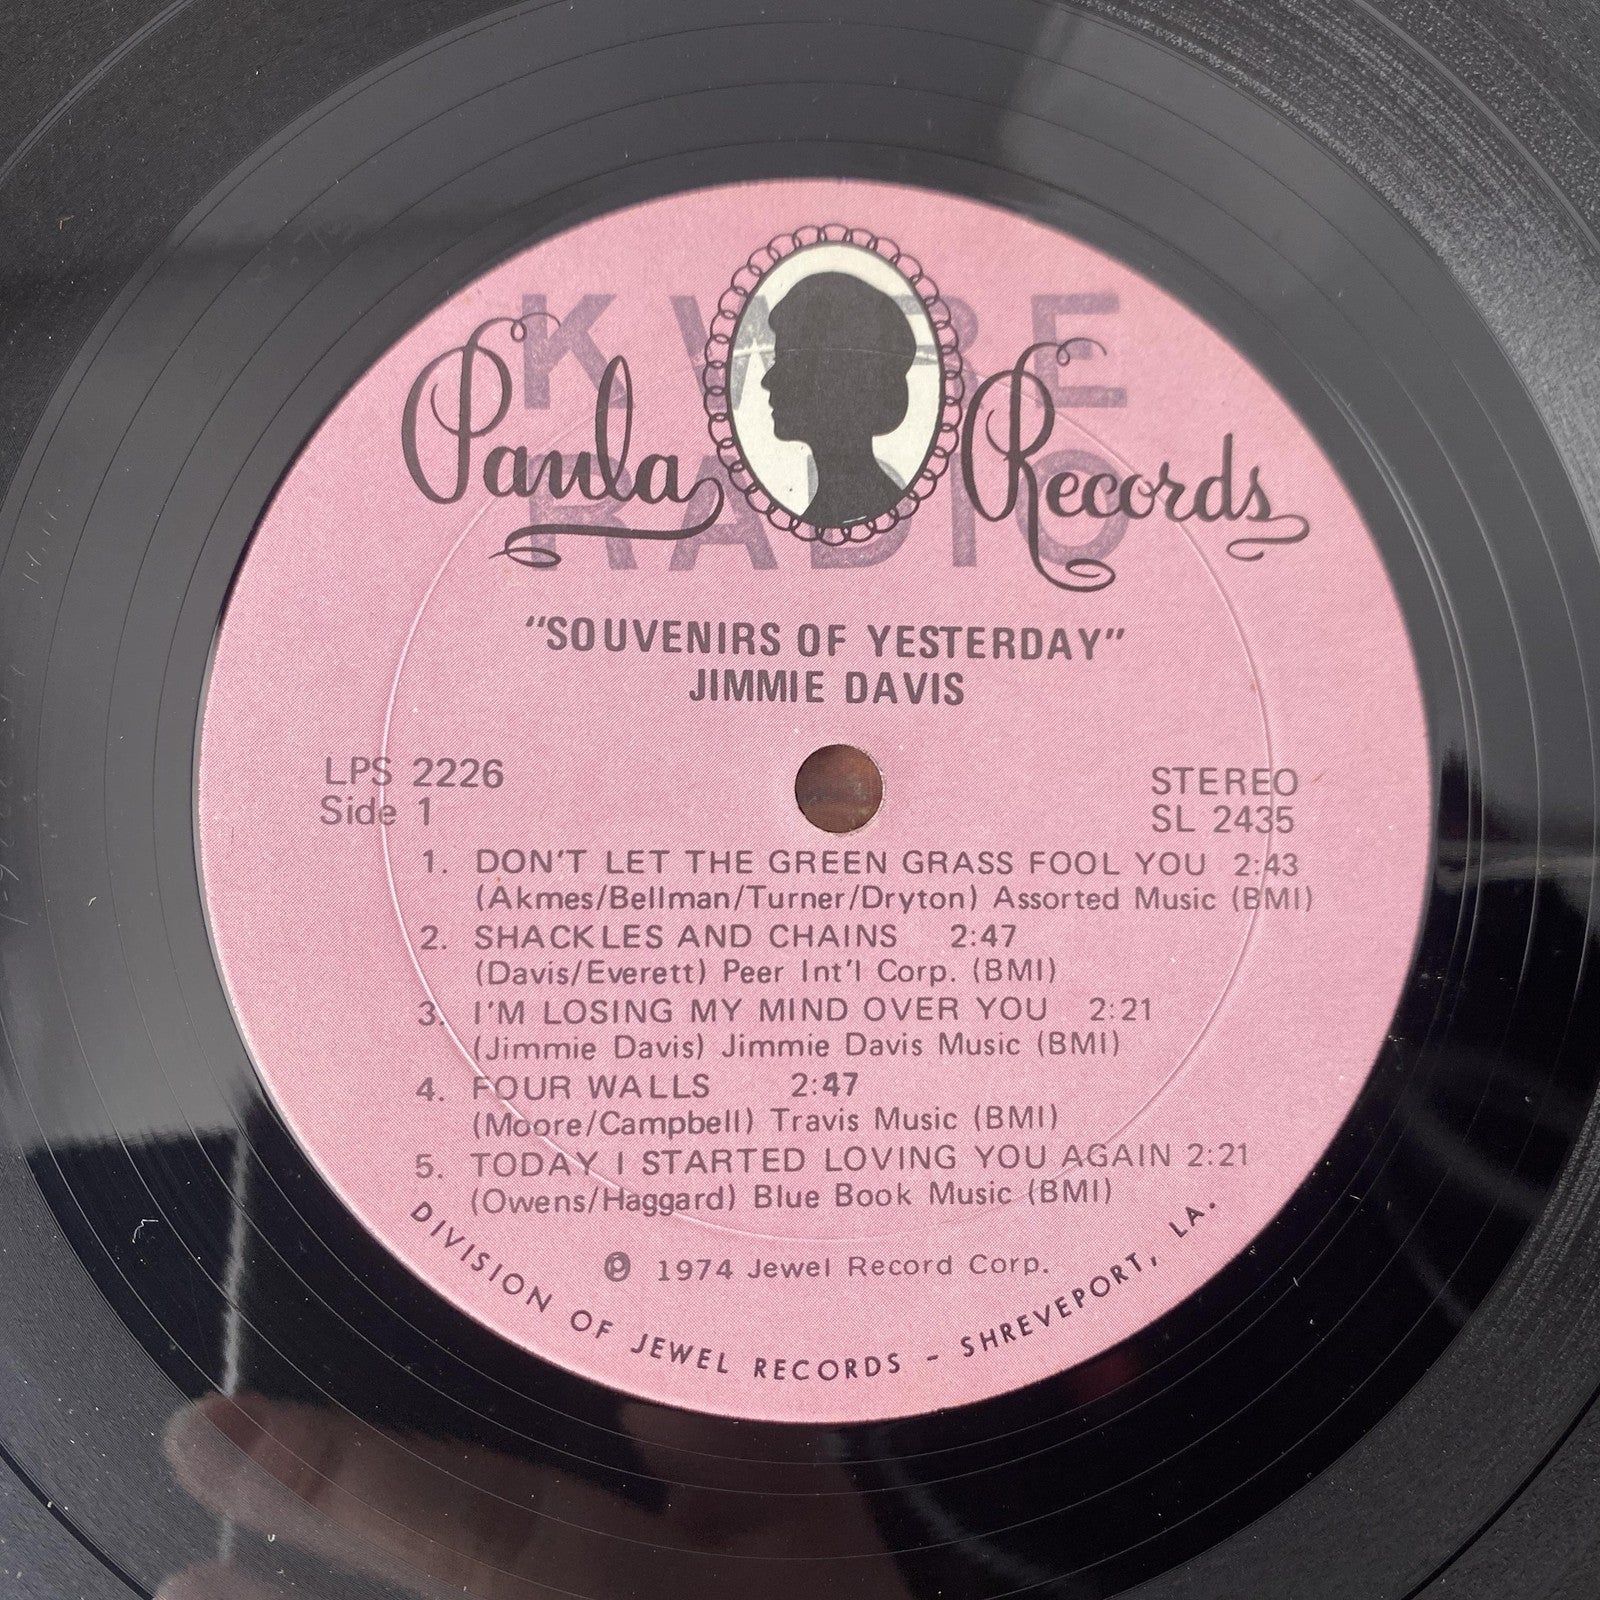 KWRE
RADIO
Paula Records
"SOUVENIRS OF YESTERDAY"
JIMMIE DAVIS
LPS 2226
Side 1
STEREO
SL 2435
1. DON'T LET THE GREEN GRASS FOOL YOU 2:43
(Akmes/Bellman/Turner/Dryton) Assorted Music (BMI)
2. SHACKLES AND CHAINS 2:47
(Davis/Everett) Peer Int'l Corp. (BMI)
3. I'M LOSING MY MIND OVER YOU 2:21
(Jimmie Davis) Jimmie Davis Music (BMI)
4. FOUR WALLS 2:47
(Moore/Campbell) Travis Music (BMI)
5. TODAY I STARTED LOVING YOU AGAIN 2:21
(Owens/Haggard) Blue Book Music (BMI)
℗ 1974 Jewel Record Corp.
DIVISION OF JEWEL RECORDS - SHREVEPORT, LA.